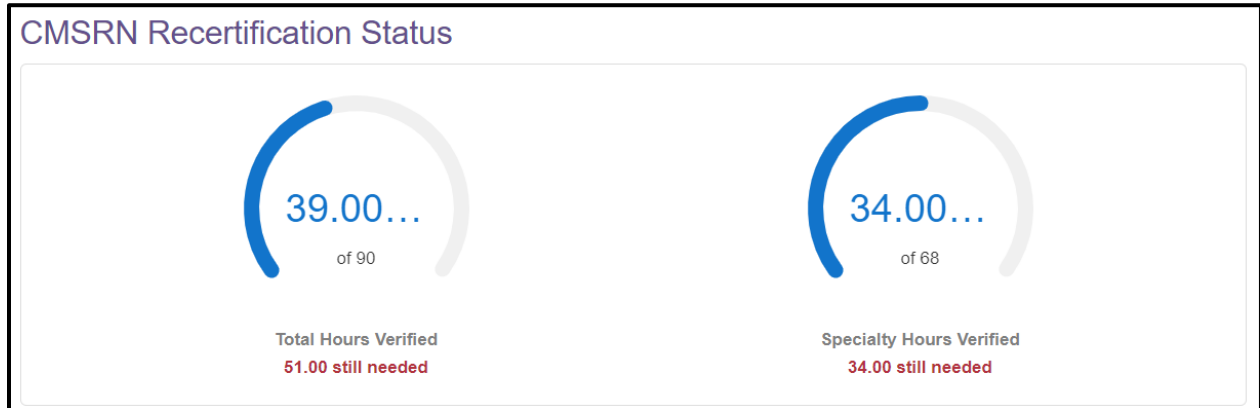 CMSRN Recertification Status
39.00...
of 90
Total Hours Verified
51.00 still needed
34.00...
of 68
Specialty Hours Verified
34.00 still needed